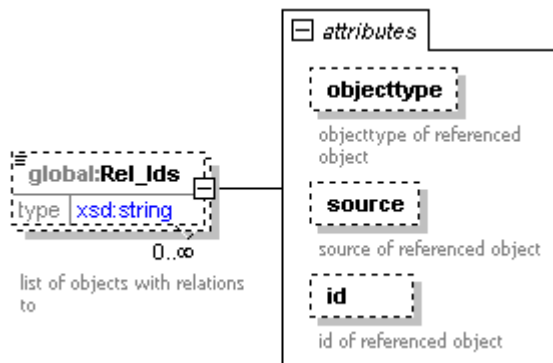 attributes
objecttype
objecttype of referenced
object
global:Rel_Ids
type xsd:string
0..∞
list of objects with relations
to
source
source of referenced object
id
id of referenced object